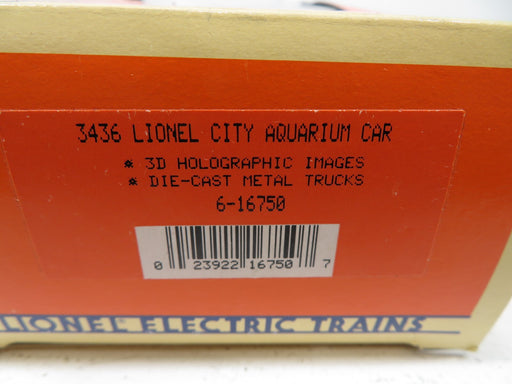 3436 LIONEL CITY AQUARIUM CAR
* 3D HOLOGRAPHIC IMAGES
* DIE-CAST METAL TRUCKS
6-16750
0 23922 16750 7
LIONEL® ELECTRIC TRAINS